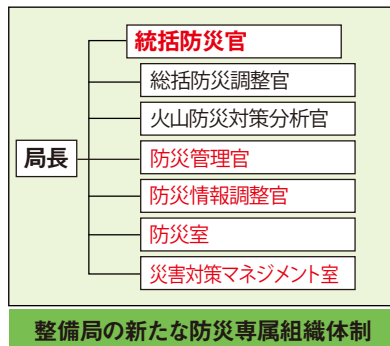 統括防災官
総括防災調整官
火山防災対策分析官
局長
防災管理官
防災情報調整官
防災室
災害対策マネジメント室
整備局の新たな防災専属組織体制